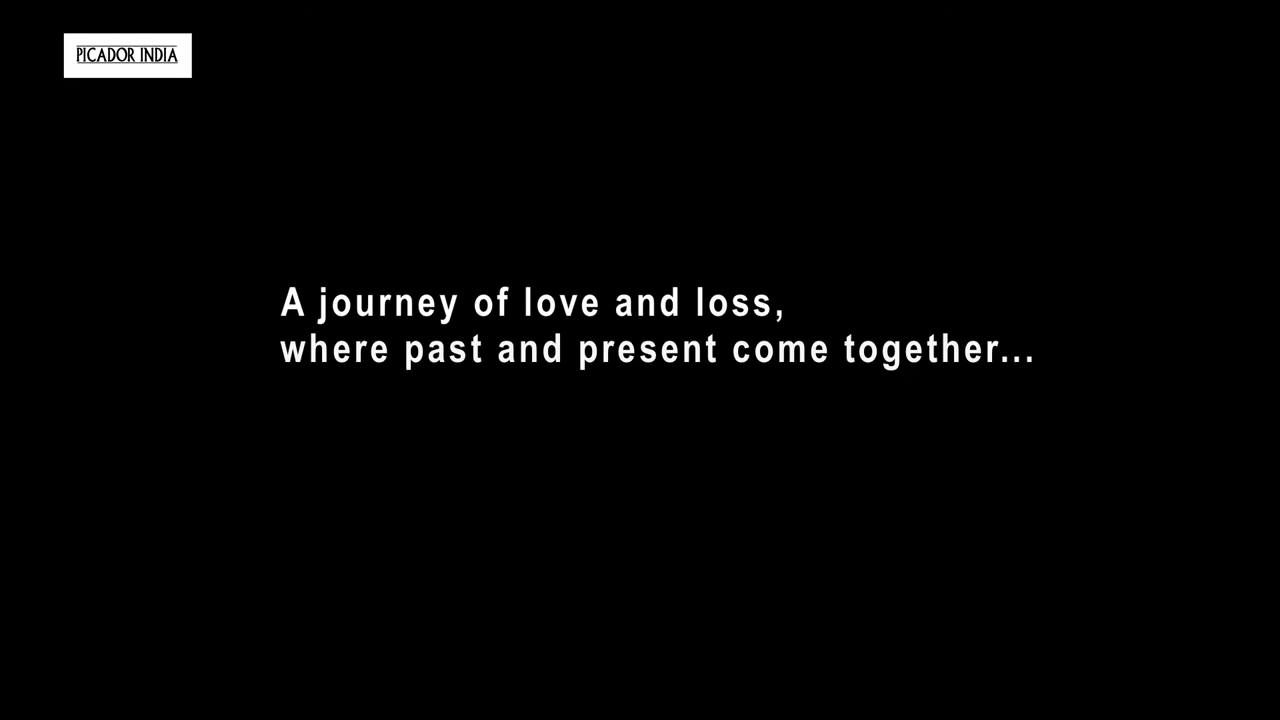 PICADOR INDIA
A journey of love and loss,
where past and present come together...